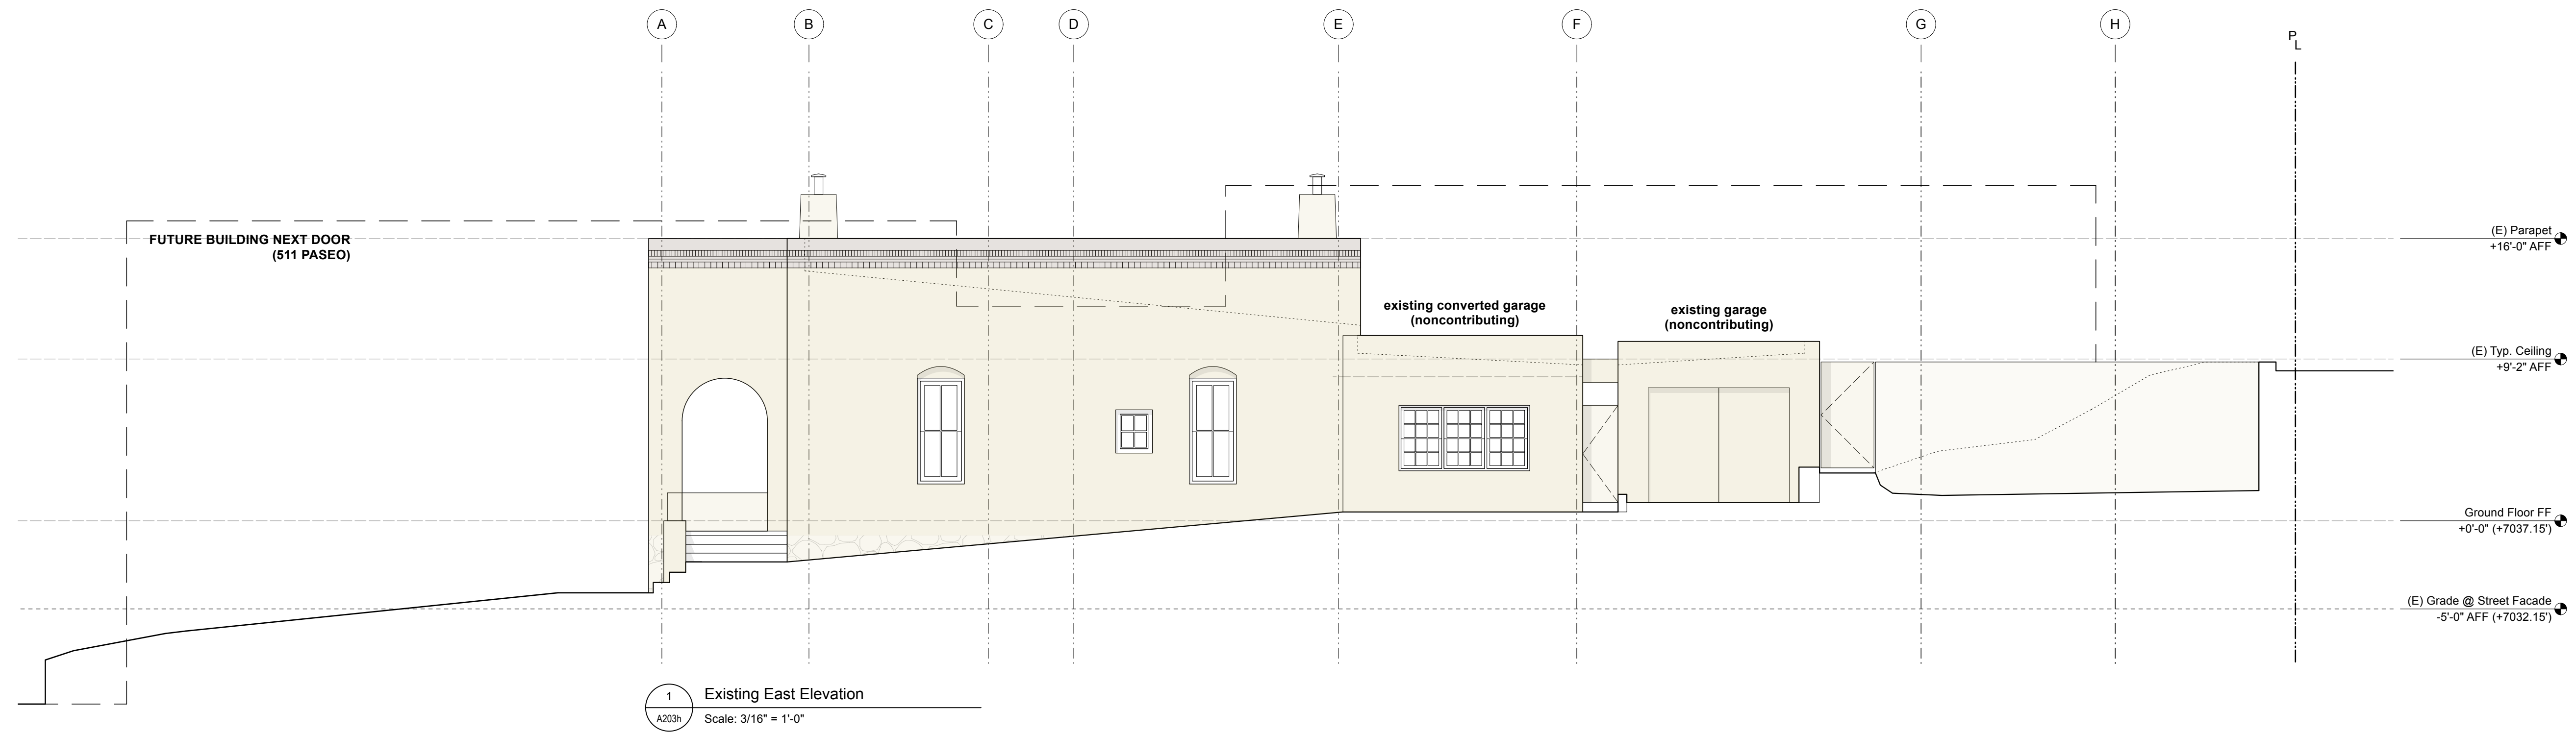 A
B
C
D
E
F
G
H
P
L
FUTURE BUILDING NEXT DOOR
(511 PASEO)
(E) Parapet
+16'-0" AFF
existing converted garage
(noncontributing)
existing garage
(noncontributing)
(E) Typ. Ceiling
+9'-2" AFF
Ground Floor FF
+0'-0" (+7037.15')
(E) Grade @ Street Facade
-5'-0" AFF (+7032.15')
1
A203h
Existing East Elevation
Scale: 3/16" = 1'-0"